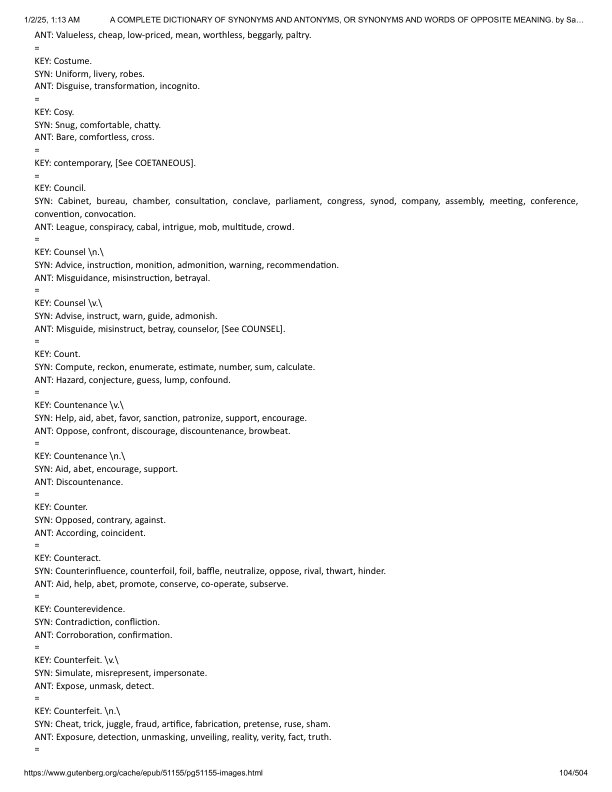 1/2/25, 1:13 AM A COMPLETE DICTIONARY OF SYNONYMS AND ANTONYMS, OR SYNONYMS AND WORDS OF OPPOSITE MEANING. by Sa…
ANT: Valueless, cheap, low-priced, mean, worthless, beggarly, paltry.
=
KEY: Costume.
SYN: Uniform, livery, robes.
ANT: Disguise, transformation, incognito.
=
KEY: Cosy.
SYN: Snug, comfortable, chatty.
ANT: Bare, comfortless, cross.
=
KEY: contemporary, [See COETANEOUS].
=
KEY: Council.
SYN: Cabinet, bureau, chamber, consultation, conclave, parliament, congress, synod, company, assembly, meeting, conference,
convention, convocation.
ANT: League, conspiracy, cabal, intrigue, mob, multitude, crowd.
=
KEY: Counsel \n.\
SYN: Advice, instruction, monition, admonition, warning, recommendation.
ANT: Misguidance, misinstruction, betrayal.
=
KEY: Counsel \v.\
SYN: Advise, instruct, warn, guide, admonish.
ANT: Misguide, misinstruct, betray, counselor, [See COUNSEL].
=
KEY: Count.
SYN: Compute, reckon, enumerate, estimate, number, sum, calculate.
ANT: Hazard, conjecture, guess, lump, confound.
=
KEY: Countenance \v.\
SYN: Help, aid, abet, favor, sanction, patronize, support, encourage.
ANT: Oppose, confront, discourage, discountenance, browbeat.
=
KEY: Countenance \n.\
SYN: Aid, abet, encourage, support.
ANT: Discountenance.
=
KEY: Counter.
SYN: Opposed, contrary, against.
ANT: According, coincident.
=
KEY: Counteract.
SYN: Counterinfluence, counterfoil, foil, baffle, neutralize, oppose, rival, thwart, hinder.
ANT: Aid, help, abet, promote, conserve, co-operate, subserve.
=
KEY: Counterevidence.
SYN: Contradiction, confliction.
ANT: Corroboration, confirmation.
=
KEY: Counterfeit. \v.\
SYN: Simulate, misrepresent, impersonate.
ANT: Expose, unmask, detect.
=
KEY: Counterfeit. \n.\
SYN: Cheat, trick, juggle, fraud, artifice, fabrication, pretense, ruse, sham.
ANT: Exposure, detection, unmasking, unveiling, reality, verity, fact, truth.
=
https://www.gutenberg.org/cache/epub/51155/pg51155-images.html 104/504